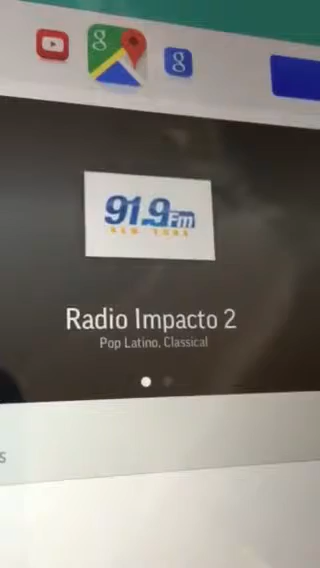 g
g
91.9 Fm
NEW YORK
Radio Impacto 2
Pop Latino, Classical
s